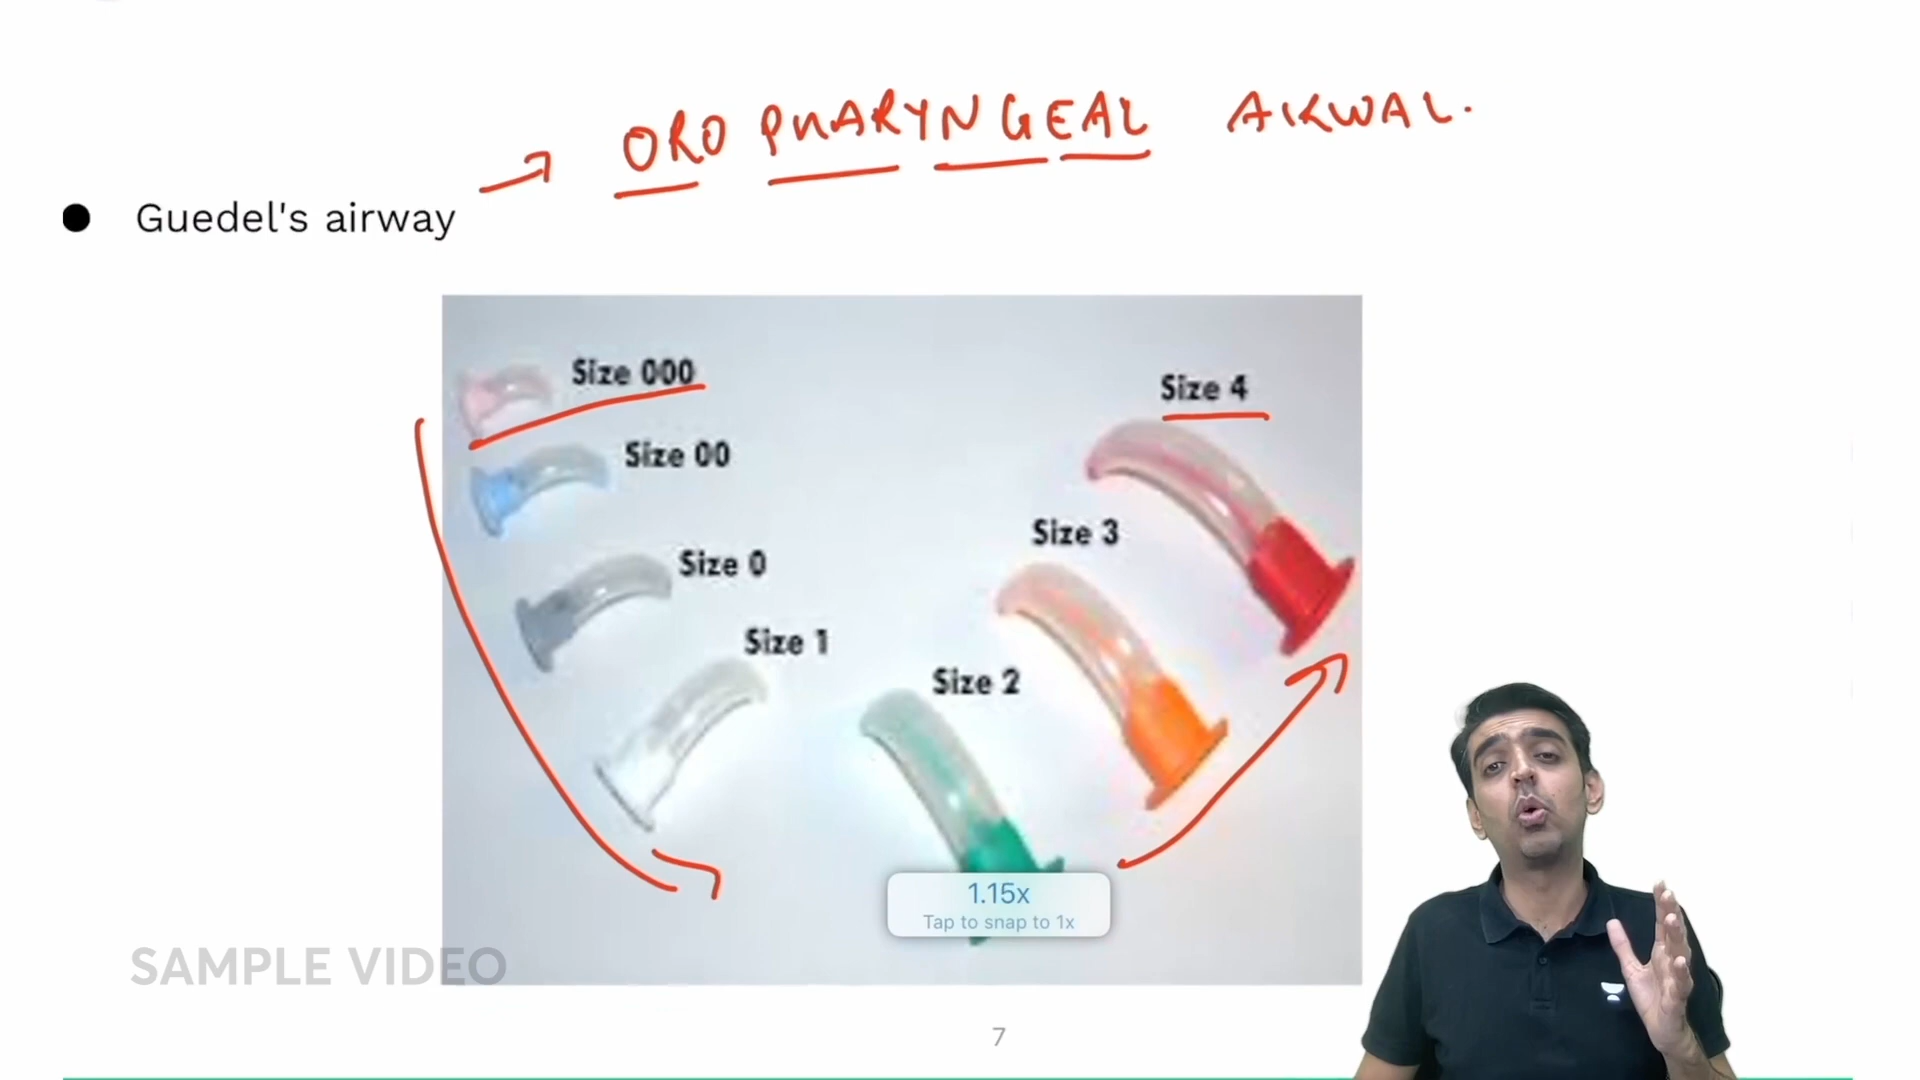 ORO PHARYNGEAL AIRWAL.
Guedel's airway
Size 000
Size 00
Size 0
Size 1
Size 2
Size 3
Size 4
1.15x
Tap to snap to 1x
SAMPLE VIDEO
7